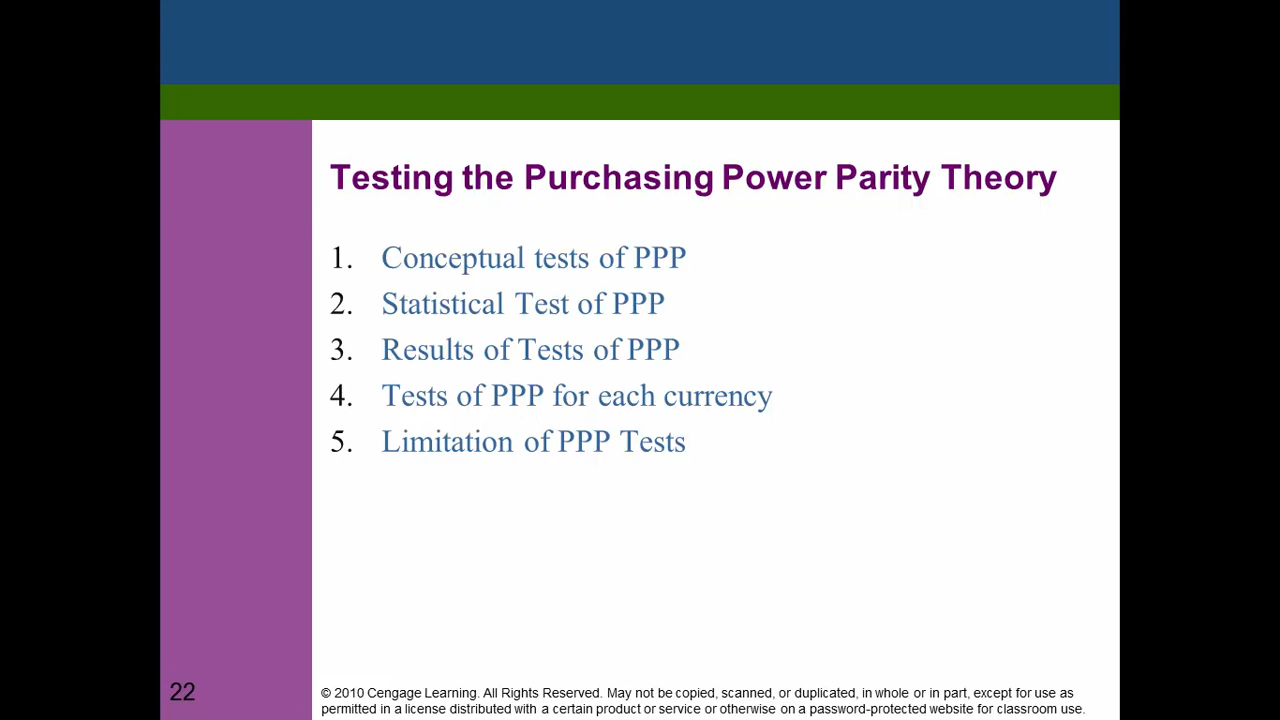 Testing the Purchasing Power Parity Theory
1. Conceptual tests of PPP
2. Statistical Test of PPP
3. Results of Tests of PPP
4. Tests of PPP for each currency
5. Limitation of PPP Tests
22
© 2010 Cengage Learning. All Rights Reserved. May not be copied, scanned, or duplicated, in whole or in part, except for use as
permitted in a license distributed with a certain product or service or otherwise on a password-protected website for classroom use.